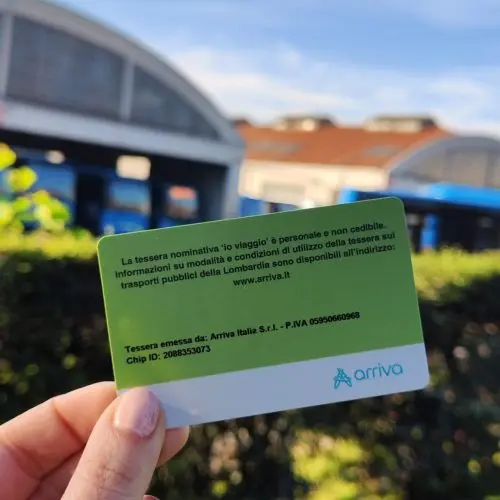 La tessera nominativa 'io viaggio' è personale e non cedibile.
Informazioni su modalità e condizioni di utilizzo della tessera sui
trasporti pubblici della Lombardia sono disponibili all'indirizzo:
www.arriva.it
Tessera emessa da: Arriva Italia S.r.l. - P.IVA 05950660968
Chip ID: 2088353073
arriva